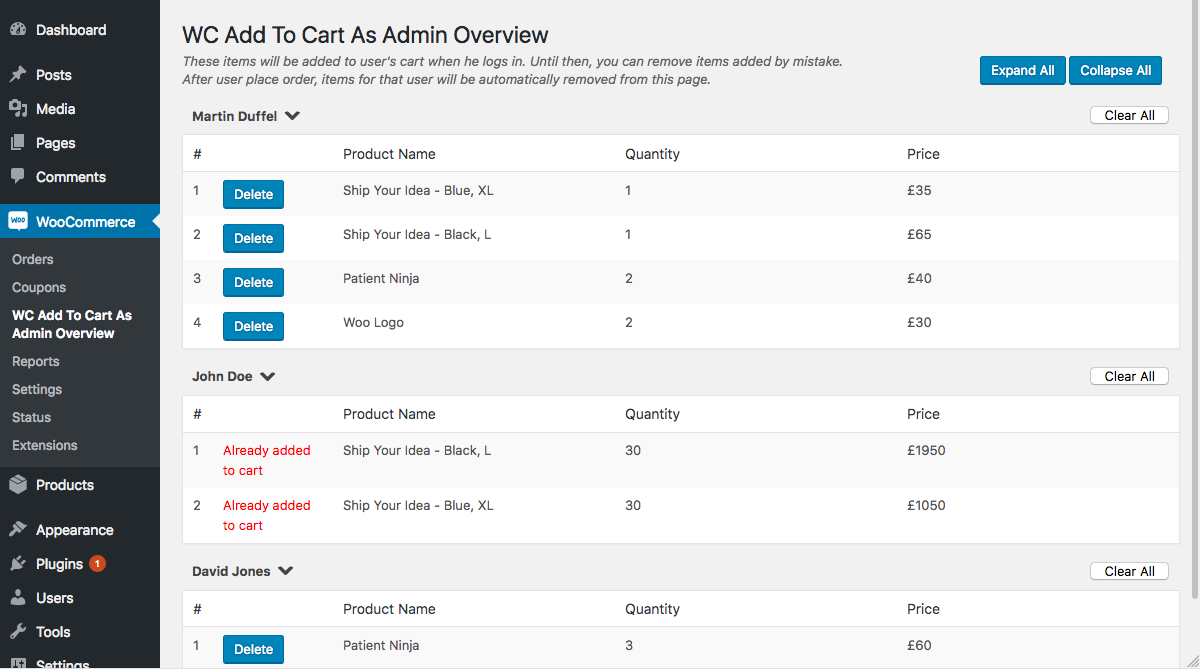 Dashboard
Posts
Media
Pages
Comments
woo WooCommerce
Orders
Coupons
WC Add To Cart As
Admin Overview
Reports
Settings
Status
Extensions
Products
Appearance
Plugins 1
Users
Tools
Settings
WC Add To Cart As Admin Overview
These items will be added to user's cart when he logs in. Until then, you can remove items added by mistake.
After user place order, items for that user will be automatically removed from this page.
Expand All Collapse All
Martin Duffel Clear All
# Product Name Quantity Price
1 Delete Ship Your Idea - Blue, XL 1 £35
2 Delete Ship Your Idea - Black, L 1 £65
3 Delete Patient Ninja 2 £40
4 Delete Woo Logo 2 £30
John Doe Clear All
# Product Name Quantity Price
1 Already added Ship Your Idea - Black, L 30 £1950
to cart
2 Already added Ship Your Idea - Blue, XL 30 £1050
to cart
David Jones Clear All
# Product Name Quantity Price
1 Delete Patient Ninja 3 £60